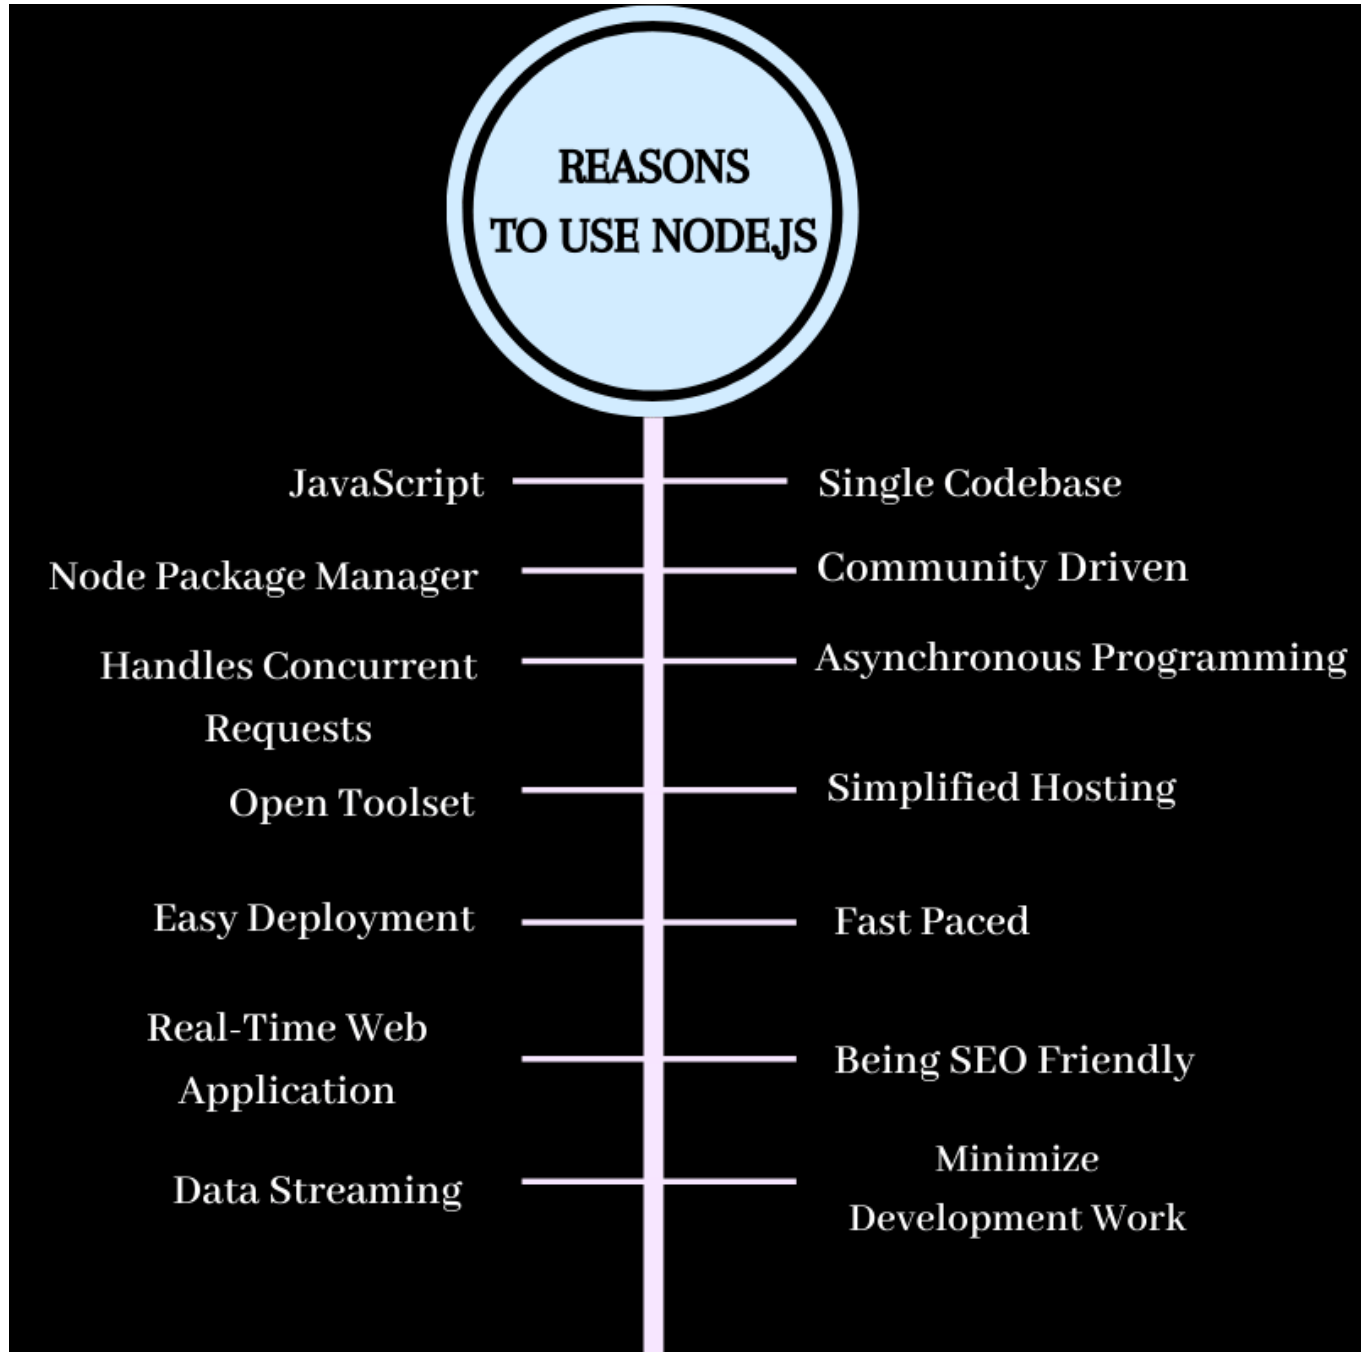 REASONS
TO USE NODEJS
JavaScript
Single Codebase
Node Package Manager
Community Driven
Handles Concurrent
Requests
Asynchronous Programming
Open Toolset
Simplified Hosting
Easy Deployment
Fast Paced
Real-Time Web
Application
Being SEO Friendly
Data Streaming
Minimize
Development Work